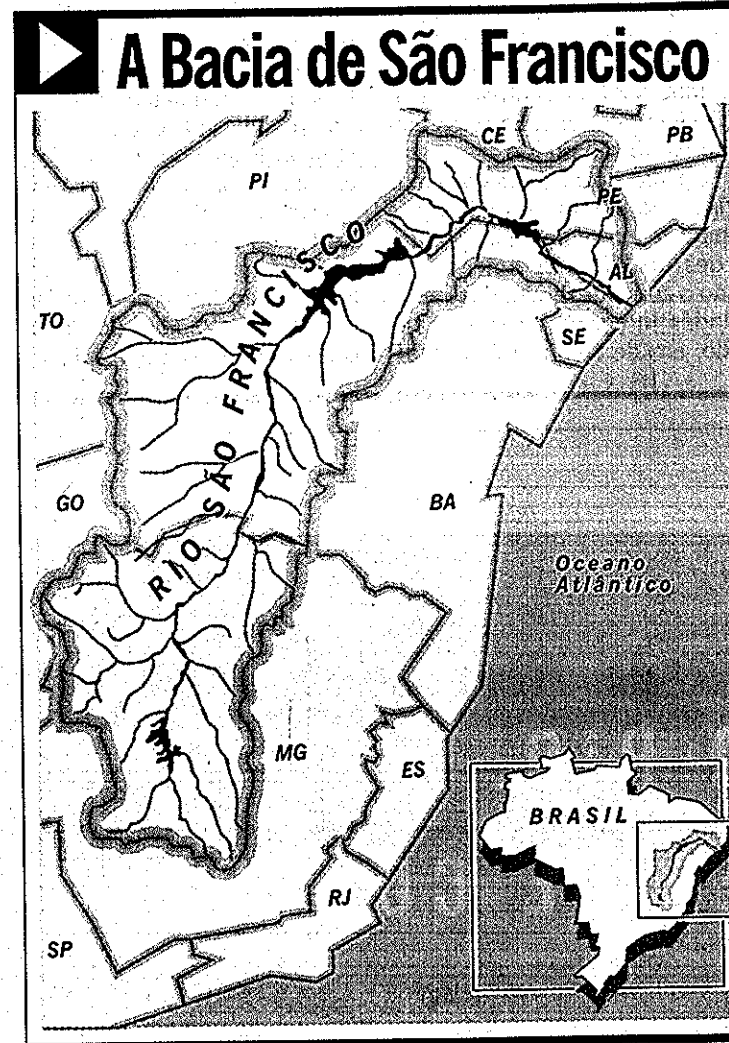 A Bacia de São Francisco
CE
PB
PI
PE
RIO SÃO FRANCISCO
AL
TO
SE
GO
BA
Oceano
Atlântico
MG
ES
BRASIL
RJ
SP